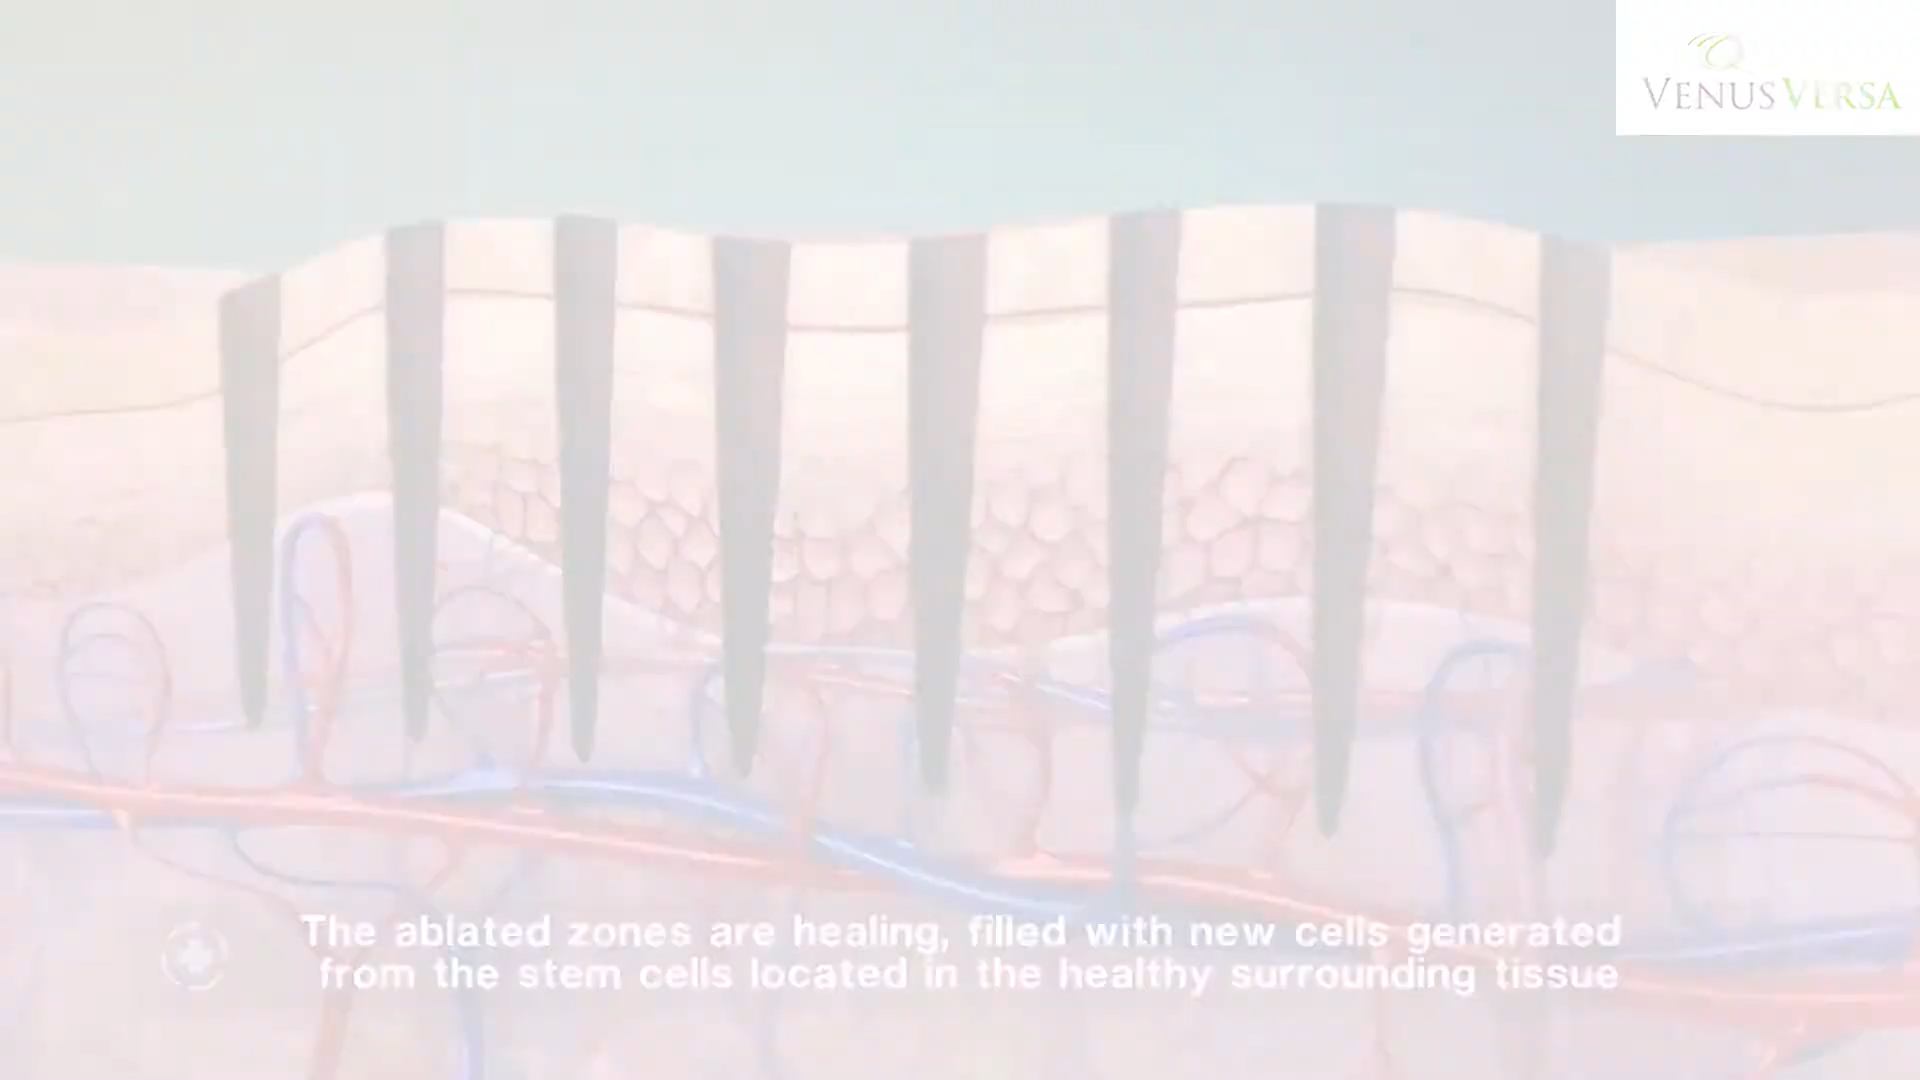 VENUS VERSA
The ablated zones are healing, filled with new cells generated
from the stem cells located in the healthy surrounding tissue